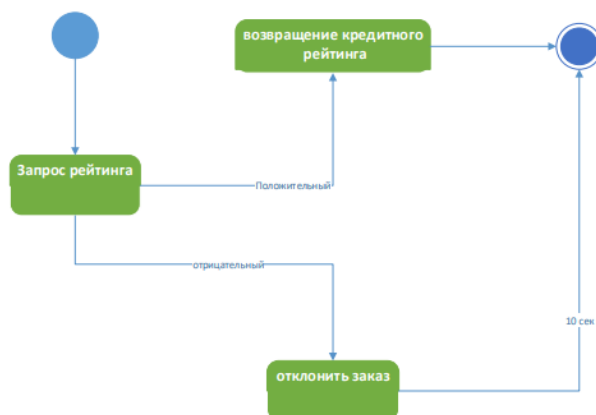 возвращение кредитного
рейтинга
Запрос рейтинга
Положительный
отрицательный
10 сек
отклонить заказ